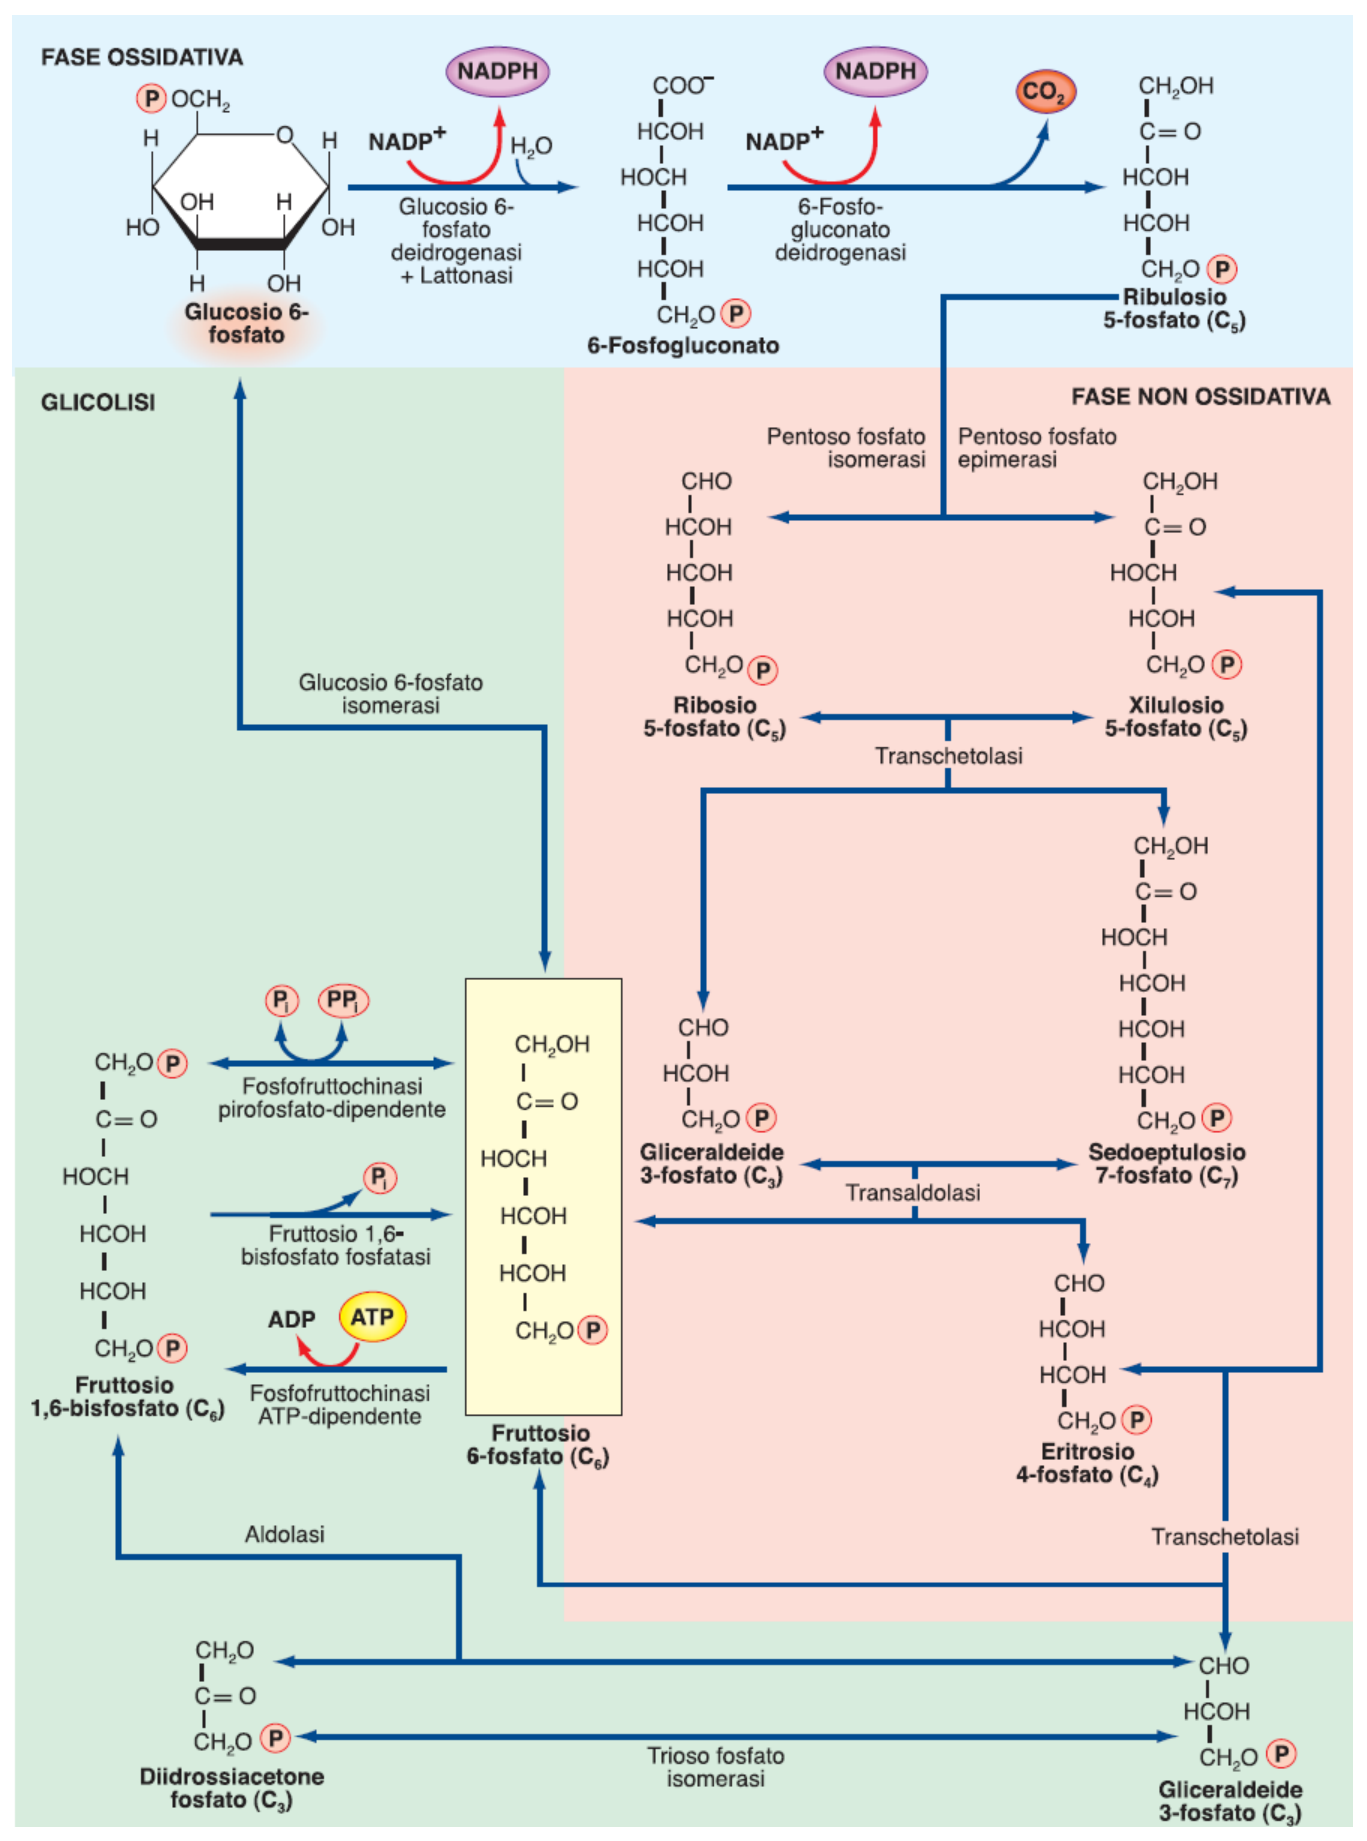 FASE OSSIDATIVA
NADPH
NADPH
CO₂
P OCH₂
H
O
H
NADP⁺
H₂O
OH
H
HO
OH
H
OH
Glucosio 6-
fosfato
deidrogenasi
+ Lattonasi
Glucosio 6-
fosfato
COO⁻
HCOH
HOCH
HCOH
HCOH
CH₂O P
6-Fosfogluconato
NADP⁺
6-Fosfo-
gluconato
deidrogenasi
CH₂OH
C=O
HCOH
HCOH
CH₂O P
Ribulosio
5-fosfato (C₅)
GLICOLISI
FASE NON OSSIDATIVA
Pentoso fosfato
isomerasi
Pentoso fosfato
epimerasi
CHO
HCOH
HCOH
HCOH
CH₂O P
Ribosio
5-fosfato (C₅)
CH₂OH
C=O
HOCH
HCOH
CH₂O P
Xilulosio
5-fosfato (C₅)
Transchetolasi
Glucosio 6-fosfato
isomerasi
CH₂OH
C=O
HOCH
HCOH
HCOH
HCOH
CH₂O P
Sedoeptulosio
7-fosfato (C₇)
CHO
HCOH
CH₂O P
Gliceraldeide
3-fosfato (C₃)
Transaldolasi
Pᵢ
PPᵢ
Fosfofruttochinasi
pirofosfato-dipendente
Pᵢ
Fruttosio 1,6-
bisfosfato fosfatasi
ADP
ATP
Fosfofruttochinasi
ATP-dipendente
CH₂O P
C=O
HOCH
HCOH
HCOH
CH₂O P
Fruttosio
1,6-bisfosfato (C₆)
CH₂OH
C=O
HOCH
HCOH
HCOH
CH₂O P
Fruttosio
6-fosfato (C₆)
CHO
HCOH
HCOH
CH₂O P
Eritrosio
4-fosfato (C₄)
Aldolasi
Transchetolasi
CH₂O
C=O
CH₂O P
Diidrossiacetone
fosfato (C₃)
Trioso fosfato
isomerasi
CHO
HCOH
CH₂O P
Gliceraldeide
3-fosfato (C₃)